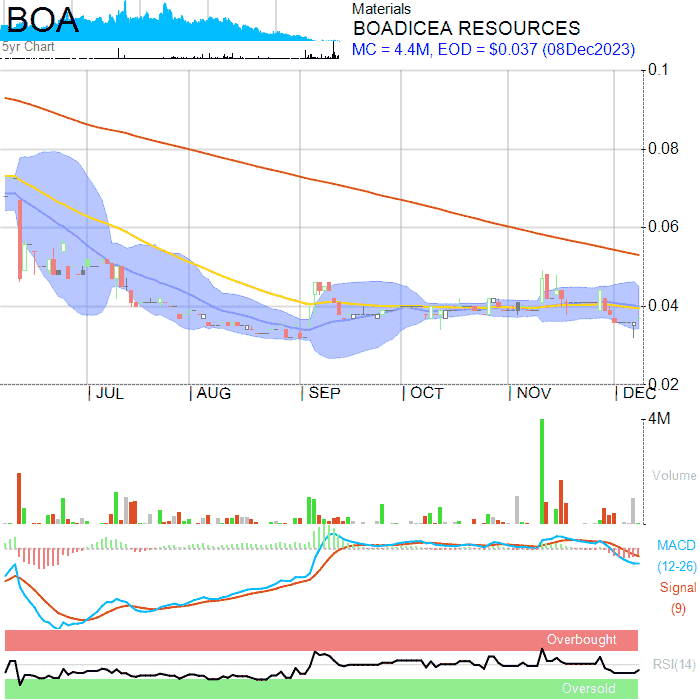 BOA
5yr Chart
Materials
BOADICEA RESOURCES
MC = 4.4M, EOD = $0.037 (08Dec2023)
0.1
0.08
0.06
0.04
0.02
JUL AUG SEP OCT NOV DEC
4M
Volume
MACD
(12-26)
Signal
(9)
Overbought
RSI(14)
Oversold